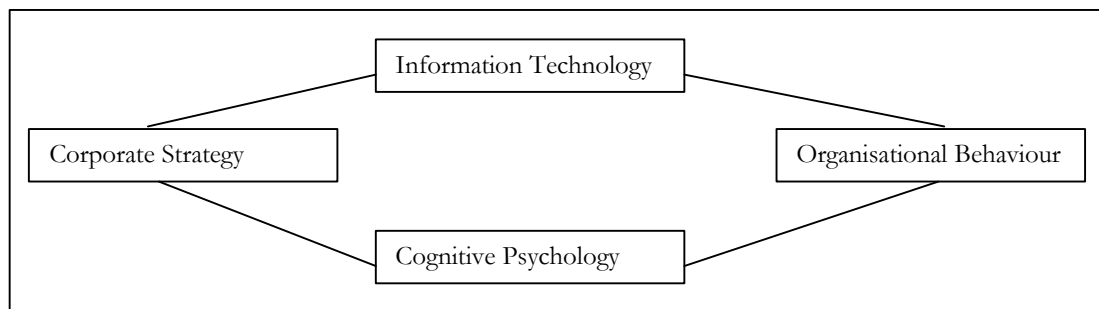 Information Technology
Corporate Strategy
Organisational Behaviour
Cognitive Psychology